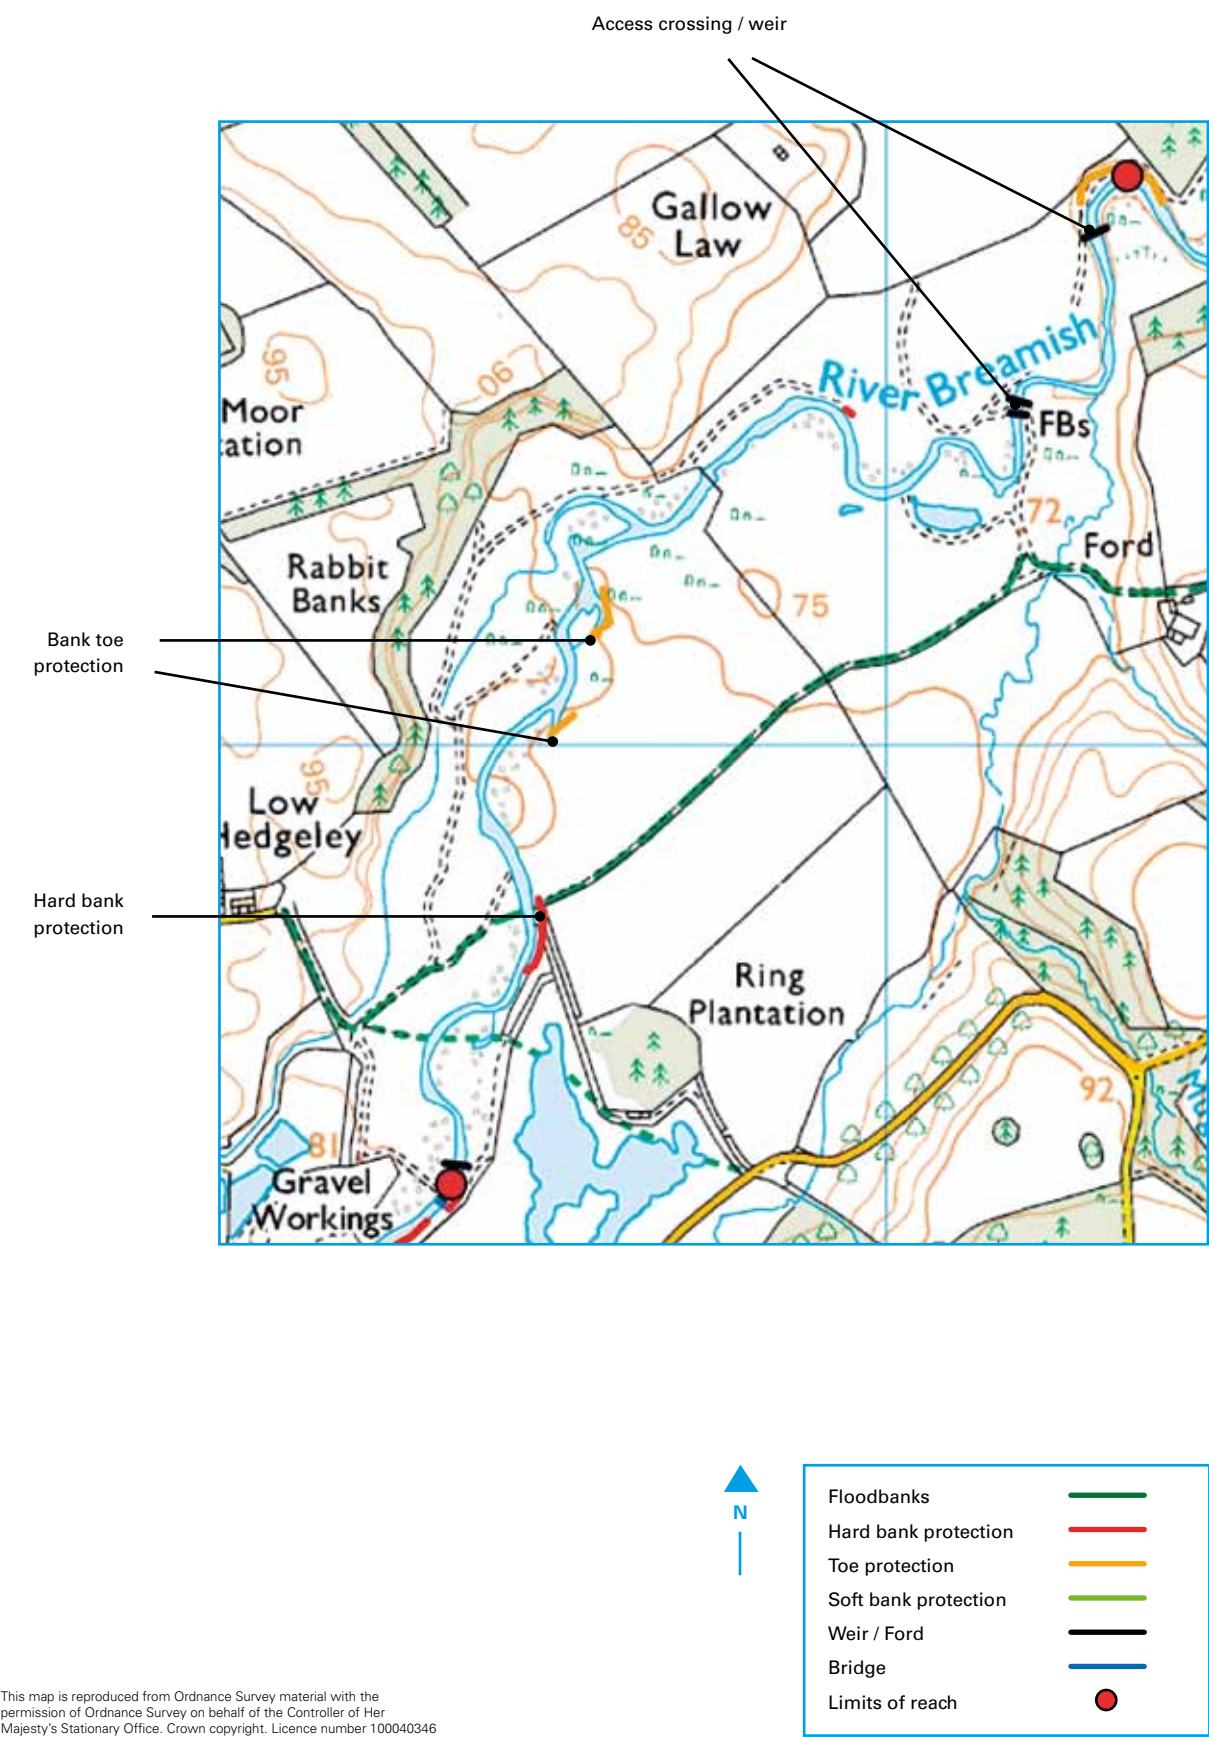 Access crossing / weir
Gallow
Law
85
95
90
River Breamish
Moor
ation
FBs
72
Ford
Rabbit
Banks
75
Bank toe
protection
95
Low
Hedgeley
Hard bank
protection
Ring
Plantation
92
81
Gravel
Workings
N
Floodbanks
Hard bank protection
Toe protection
Soft bank protection
Weir / Ford
Bridge
Limits of reach
This map is reproduced from Ordnance Survey material with the
permission of Ordnance Survey on behalf of the Controller of Her
Majesty's Stationary Office. Crown copyright. Licence number 100040346